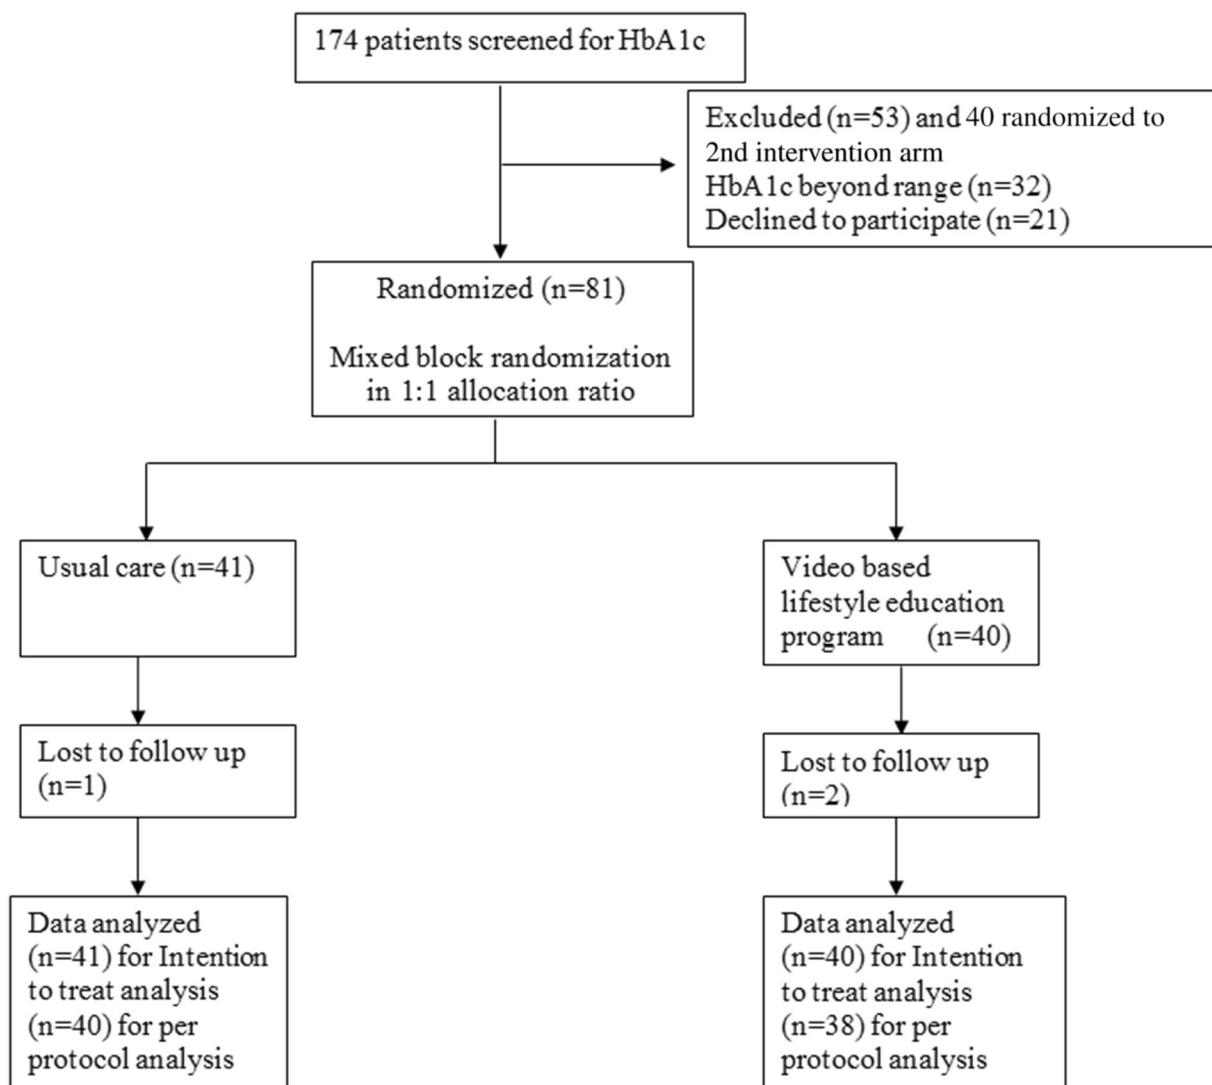 174 patients screened for HbA1c
Excluded (n=53) and 40 randomized to
2nd intervention arm
HbA1c beyond range (n=32)
Declined to participate (n=21)
Randomized (n=81)
Mixed block randomization
in 1:1 allocation ratio
Usual care (n=41)
Video based
lifestyle education
program (n=40)
Lost to follow up
(n=1)
Lost to follow up
(n=2)
Data analyzed
(n=41) for Intention
to treat analysis
(n=40) for per
protocol analysis
Data analyzed
(n=40) for Intention
to treat analysis
(n=38) for per
protocol analysis